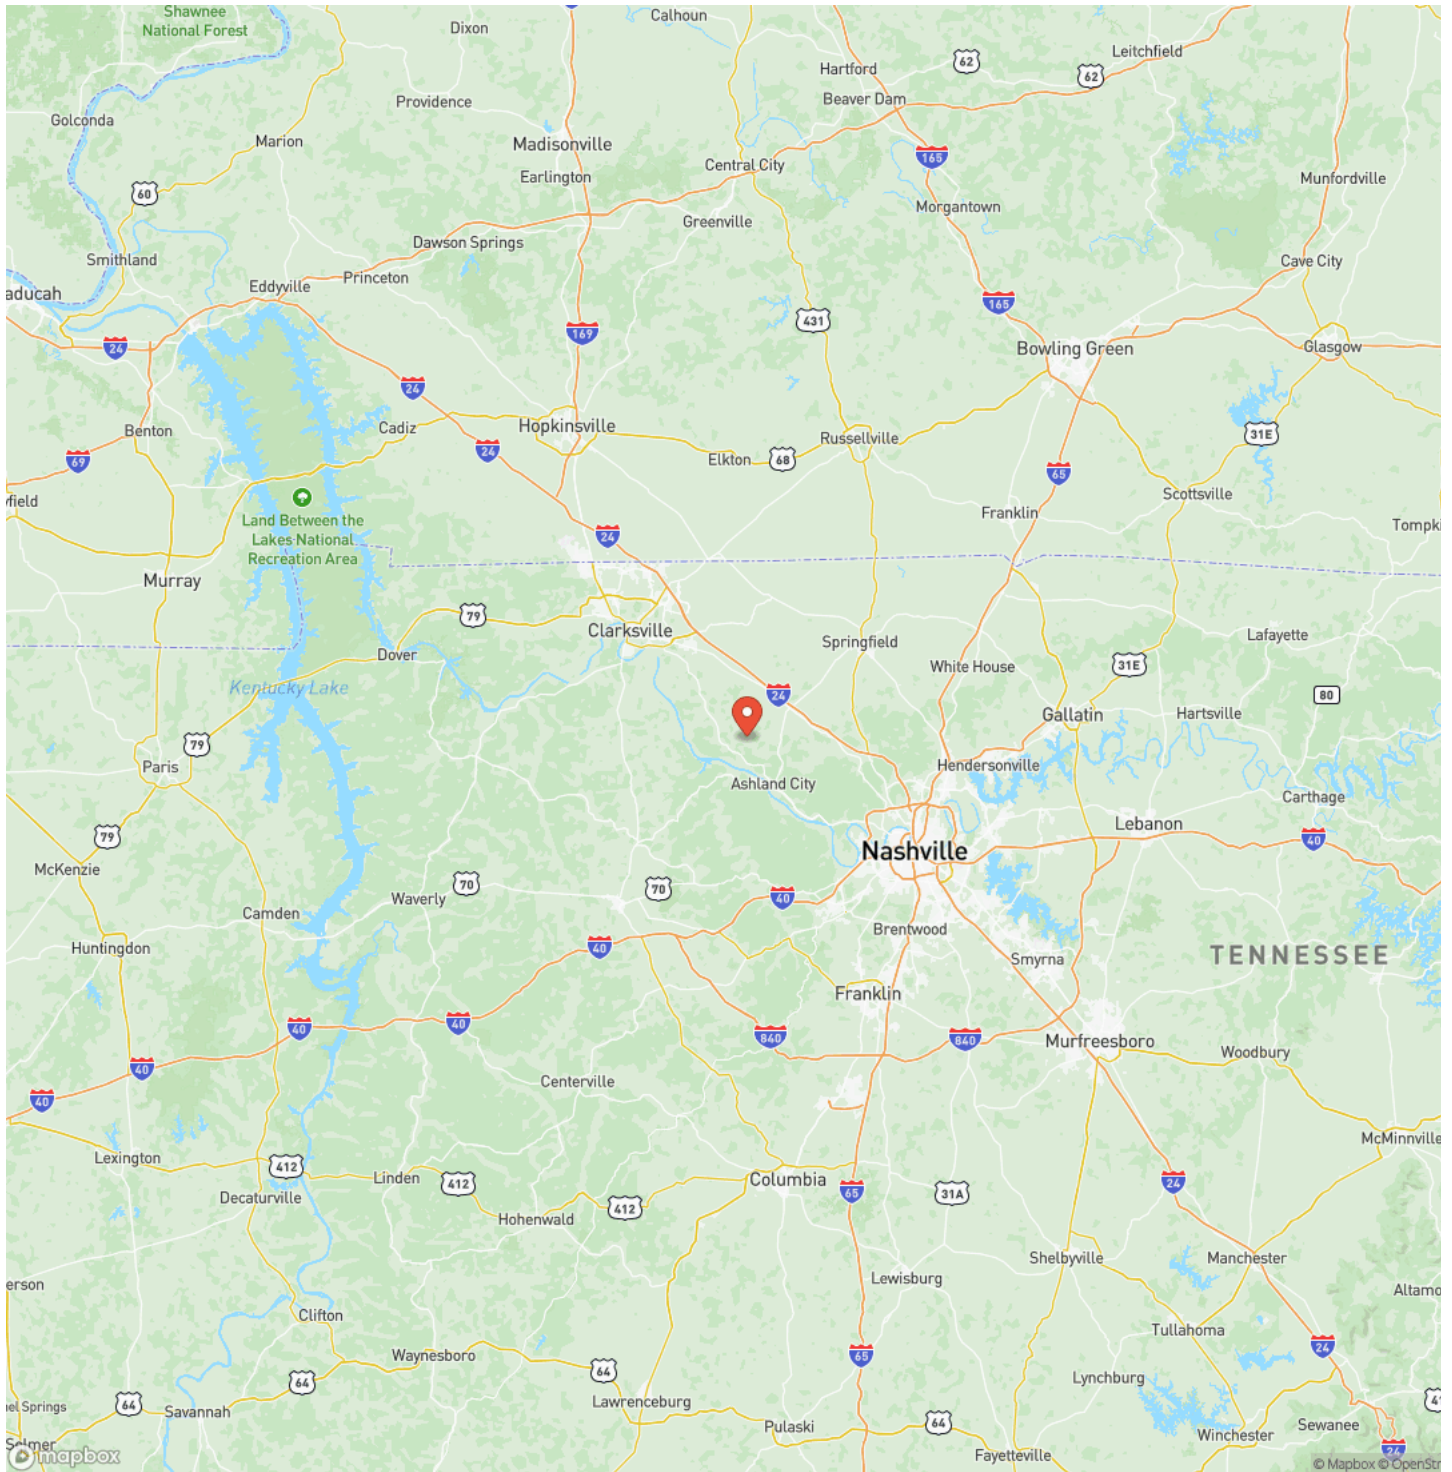 Shawnee
National Forest
Calhoun
Dixon
Leitchfield
Hartford
62
62
Beaver Dam
Providence
Golconda
Marion
Madisonville
Earlington
Central City
165
60
Munfordville
Morgantown
Greenville
Dawson Springs
Smithland
Princeton
Cave City
Eddyville
aducah
165
431
169
24
Bowling Green
Glasgow
24
Benton
Cadiz
Hopkinsville
Russellville
31E
24
69
Elkton
68
65
yfield
Scottsville
Land Between the
Lakes National
Recreation Area
Franklin
Tompki
24
Murray
79
Clarksville
Springfield
Lafayette
Dover
White House
31E
Kentucky Lake
24
80
Gallatin
Hartsville
79
Paris
Hendersonville
Ashland City
Carthage
79
Lebanon
40
Nashville
McKenzie
70
70
40
Waverly
Camden
Brentwood
Huntingdon
40
Smyrna
TENNESSEE
Franklin
40
40
840
840
Murfreesboro
Woodbury
40
40
Centerville
McMinnville
Lexington
412
Linden
412
Columbia
65
31A
24
Decaturville
412
Hohenwald
Shelbyville
Manchester
Lewisburg
erson
Altamo
Clifton
Tullahoma
24
Waynesboro
65
64
64
Lynchburg
64
Lawrenceburg
nel Springs
Savannah
Pulaski
64
Sewanee
Winchester
Selmer
Fayetteville
24
mapbox
© Mapbox © OpenStr